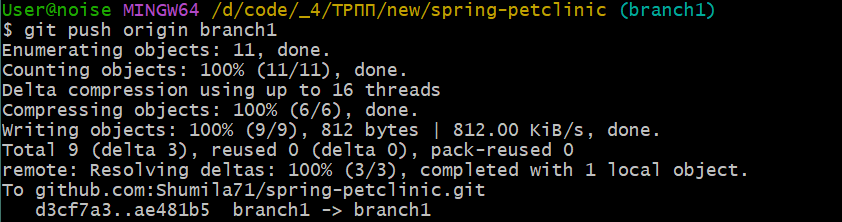 User@noise MINGW64 /d/code/_4/ТРПП/new/spring-petclinic (branch1)
$ git push origin branch1
Enumerating objects: 11, done.
Counting objects: 100% (11/11), done.
Delta compression using up to 16 threads
Compressing objects: 100% (6/6), done.
Writing objects: 100% (9/9), 812 bytes | 812.00 KiB/s, done.
Total 9 (delta 3), reused 0 (delta 0), pack-reused 0
remote: Resolving deltas: 100% (3/3), completed with 1 local object.
To github.com:Shumila71/spring-petclinic.git
   d3cf7a3..ae481b5  branch1 -> branch1